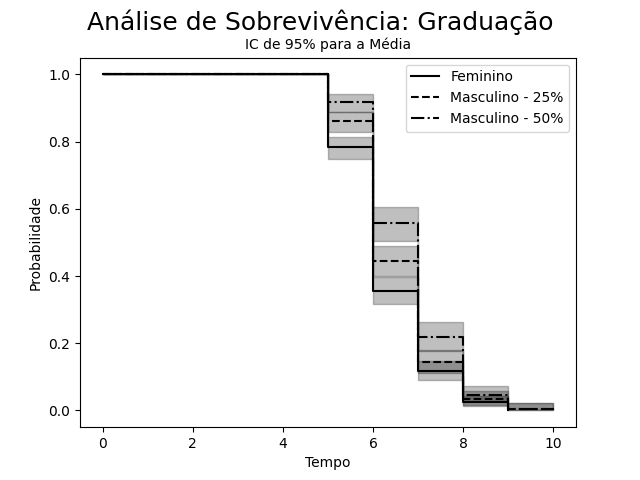 Análise de Sobrevivência: Graduação
IC de 95% para a Média
Feminino
Masculino - 25%
Masculino - 50%
Probabilidade
1.0
0.8
0.6
0.4
0.2
0.0
0 2 4 6 8 10
Tempo